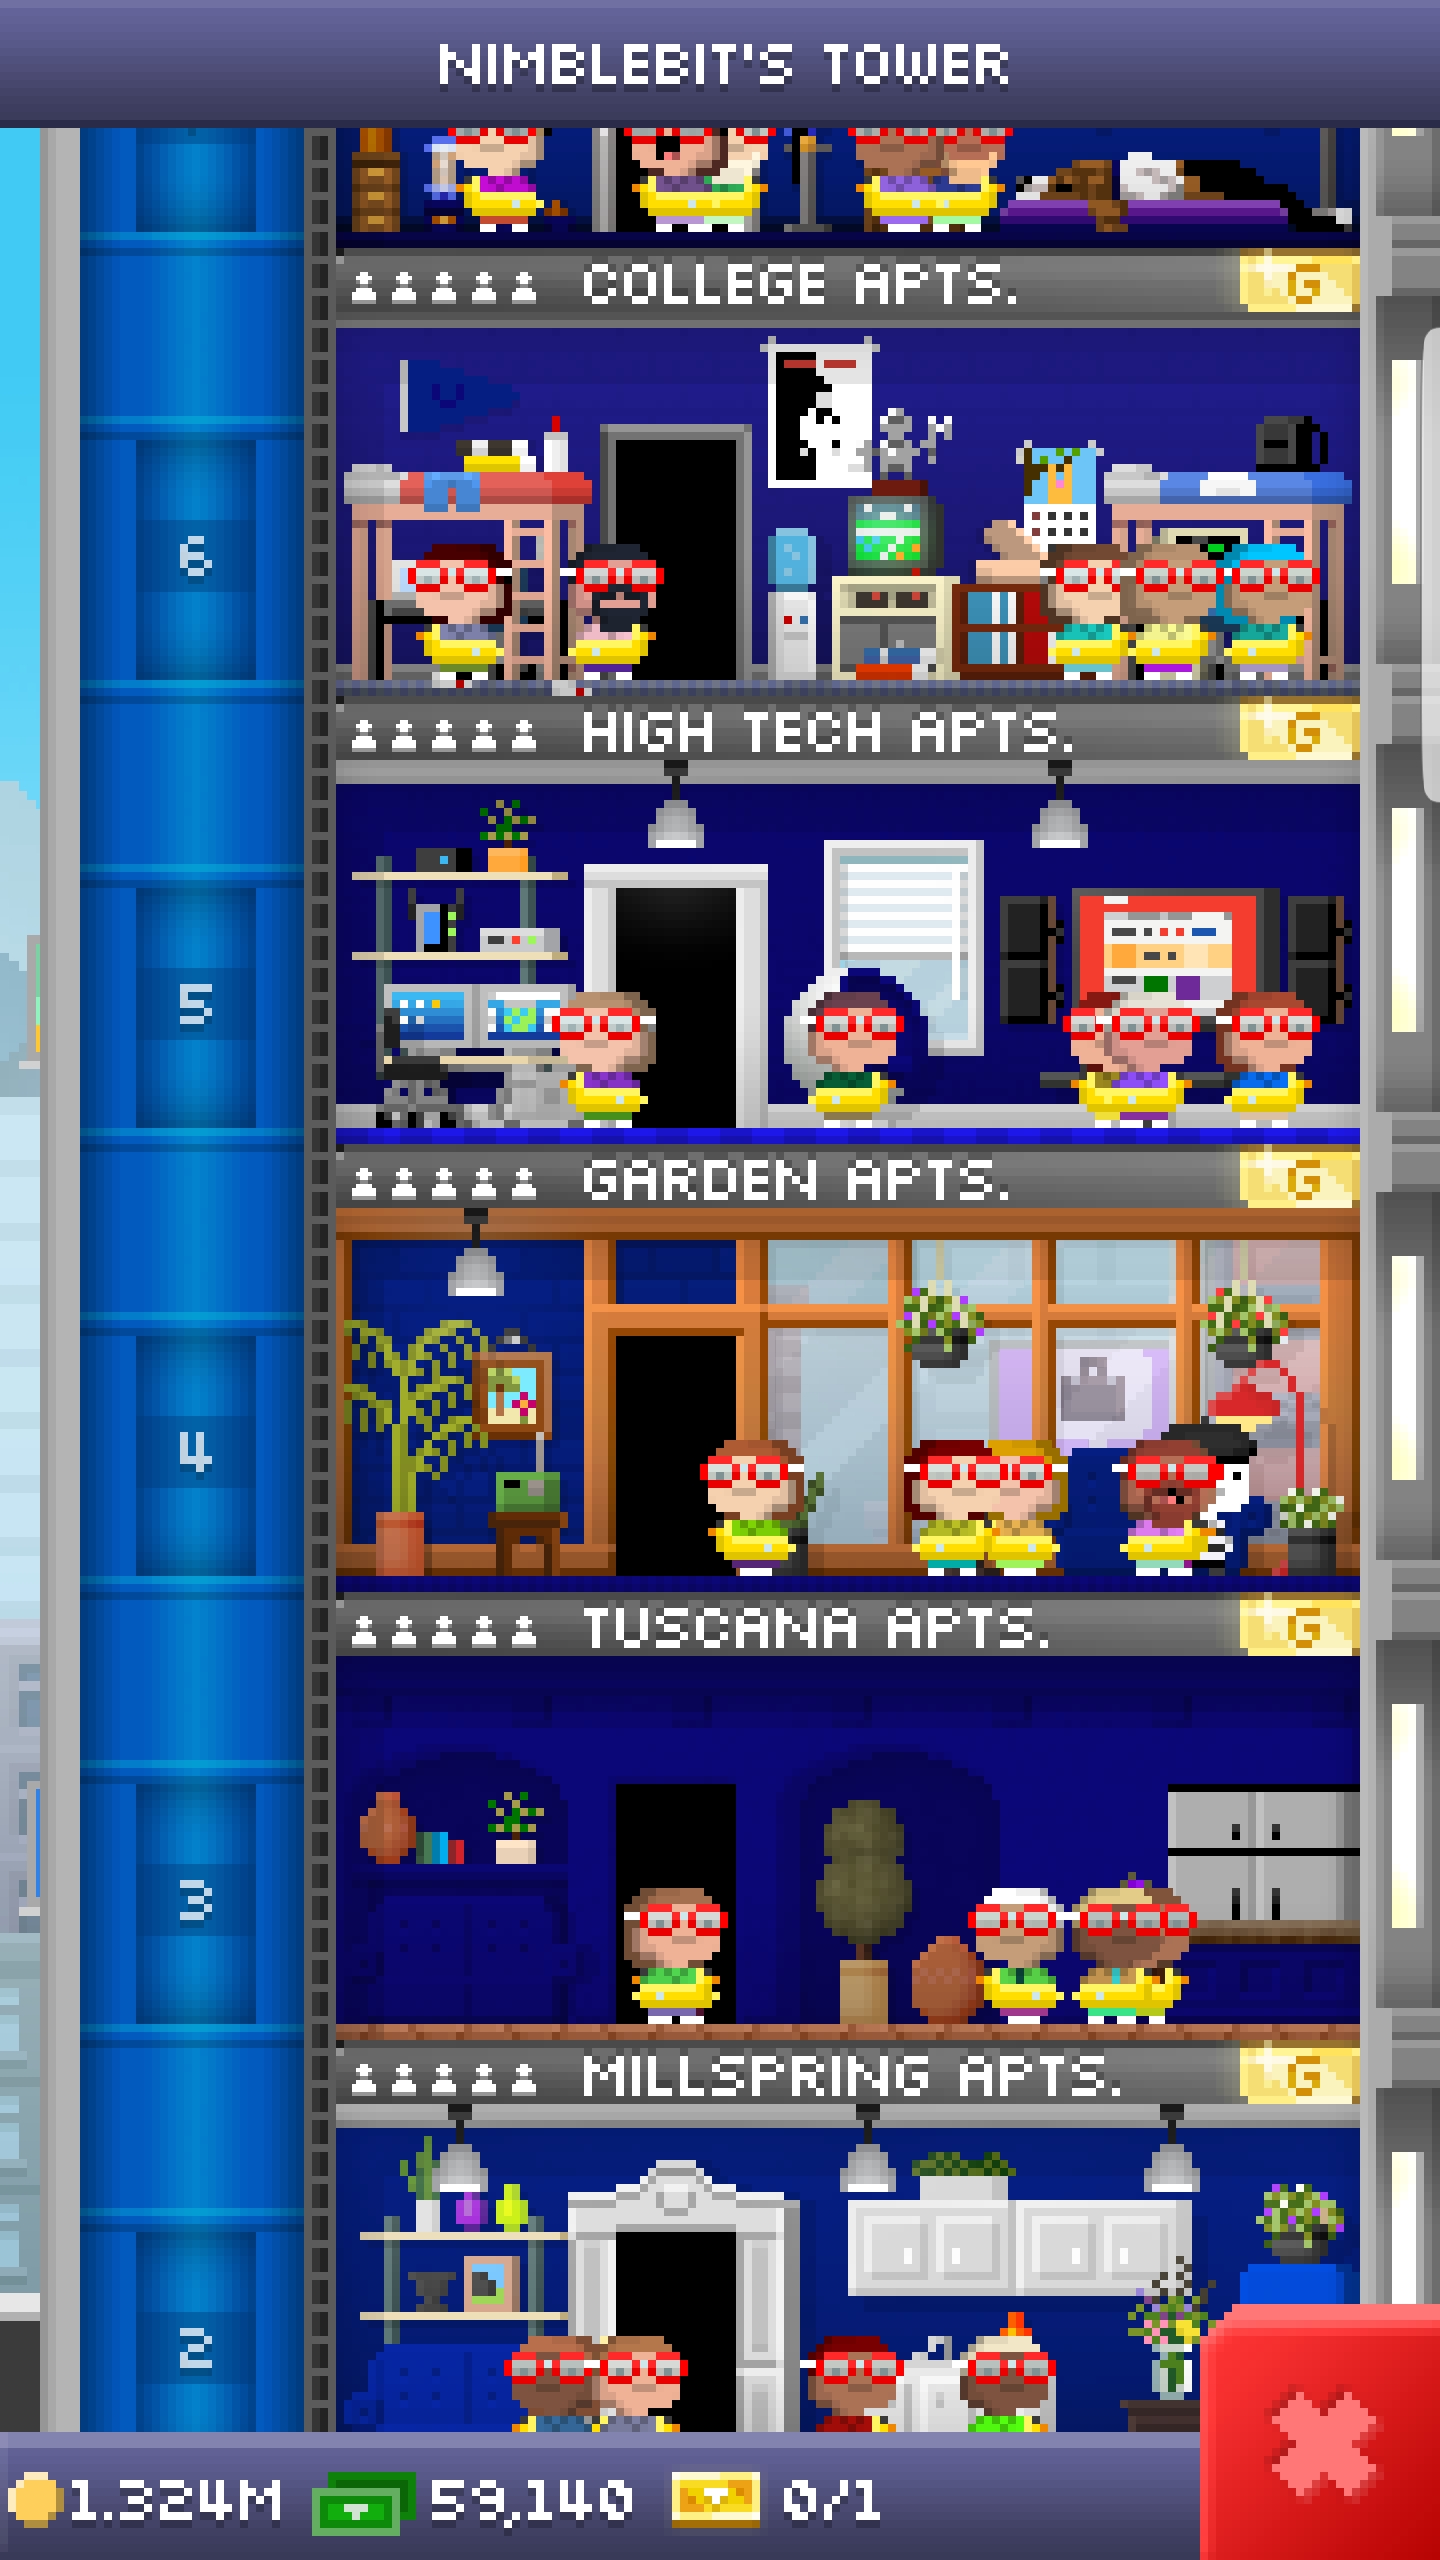 NIMBLEBIT'S TOWER
COLLEGE APTS. G
6
HIGH TECH APTS. G
5
GARDEN APTS. G
4
TUSCANA APTS. G
3
MILLSPRING APTS. G
2
1.324M 59,140 0/1